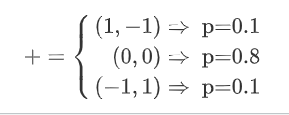 (1, −1) ⇒ p=0.1
+ = { (0, 0) ⇒ p=0.8
(−1, 1) ⇒ p=0.1